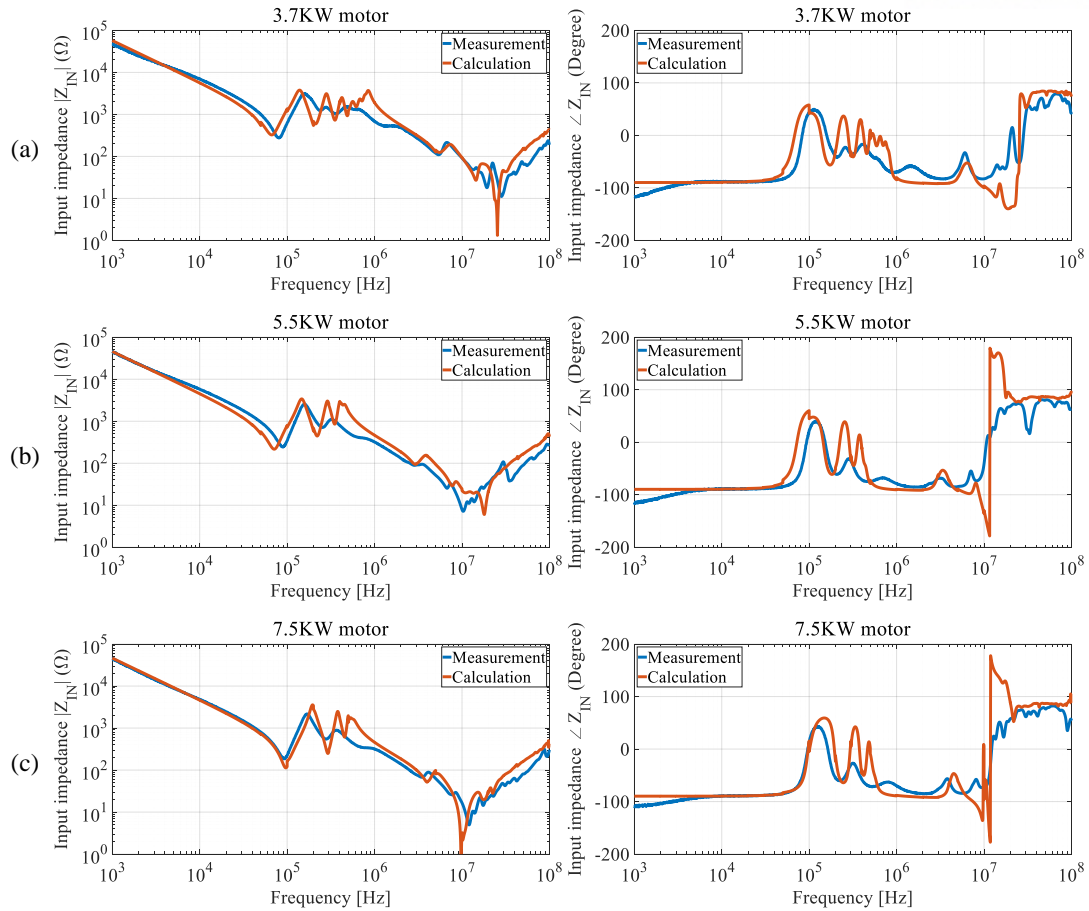 3.7KW motor
3.7KW motor
(a)
Input impedance |Z_IN| (Ω)
10^5
10^4
10^3
10^2
10^1
10^0
Measurement
Calculation
10^3 10^4 10^5 10^6 10^7 10^8
Frequency [Hz]
Input impedance ∠ Z_IN (Degree)
200
100
0
-100
-200
Measurement
Calculation
10^3 10^4 10^5 10^6 10^7 10^8
Frequency [Hz]
5.5KW motor
5.5KW motor
(b)
Input impedance |Z_IN| (Ω)
10^5
10^4
10^3
10^2
10^1
10^0
Measurement
Calculation
10^3 10^4 10^5 10^6 10^7 10^8
Frequency [Hz]
Input impedance ∠ Z_IN (Degree)
200
100
0
-100
-200
Measurement
Calculation
10^3 10^4 10^5 10^6 10^7 10^8
Frequency [Hz]
7.5KW motor
7.5KW motor
(c)
Input impedance |Z_IN| (Ω)
10^5
10^4
10^3
10^2
10^1
10^0
Measurement
Calculation
10^3 10^4 10^5 10^6 10^7 10^8
Frequency [Hz]
Input impedance ∠ Z_IN (Degree)
200
100
0
-100
-200
Measurement
Calculation
10^3 10^4 10^5 10^6 10^7 10^8
Frequency [Hz]